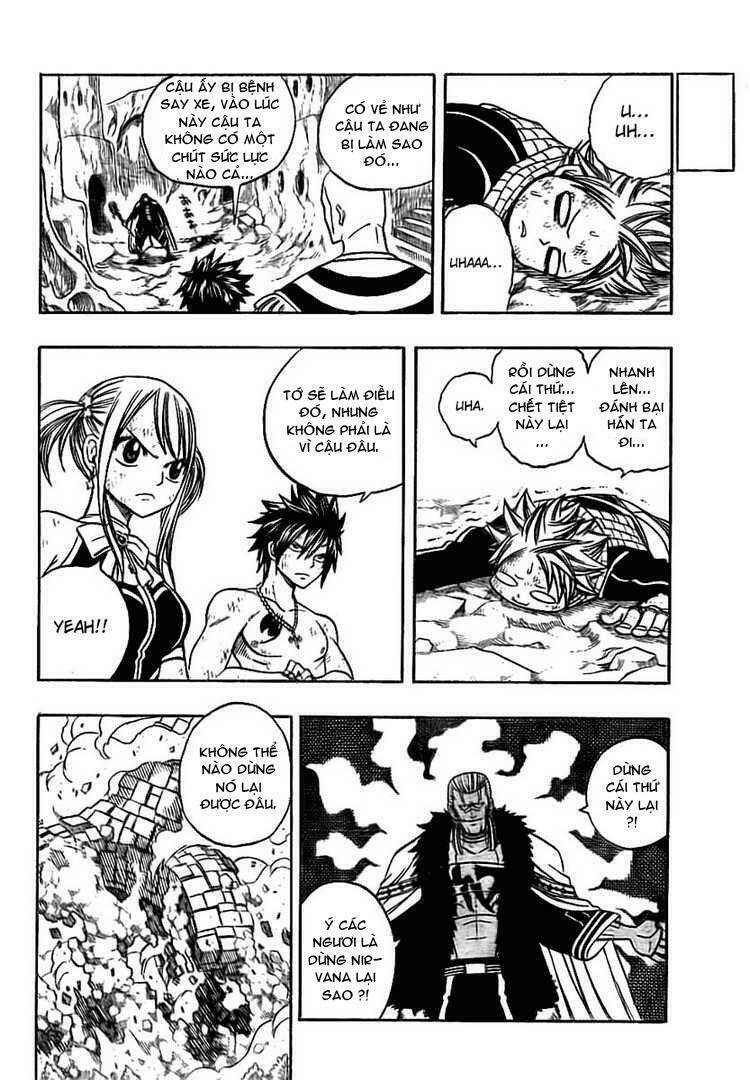 U...
UH...
UHAAA...
CÓ VẺ NHƯ
CẬU TA ĐANG
BỊ LÀM SAO
ĐÓ...
CẬU ẤY BỊ BỆNH
SAY XE, VÀO LÚC
NÀY CẬU TA
KHÔNG CÓ MỘT
CHÚT SỨC LỰC
NÀO CẢ...
NHANH
LÊN...
ĐÁNH BẠI
HẮN TA
ĐI...
RỒI DỪNG
CÁI THỨ...
CHẾT TIỆT
NÀY LẠI
...
UHA.
TỚ SẼ LÀM ĐIỀU
ĐÓ, NHƯNG
KHÔNG PHẢI LÀ
VÌ CẬU ĐÂU.
YEAH!!
DỪNG
CÁI THỨ
NÀY LẠI
?!
Ý CÁC
NGƯƠI LÀ
DỪNG NIR-
VANA LẠI
SAO ?!
KHÔNG THỂ
NÀO DỪNG
NÓ LẠI
ĐƯỢC ĐÂU.